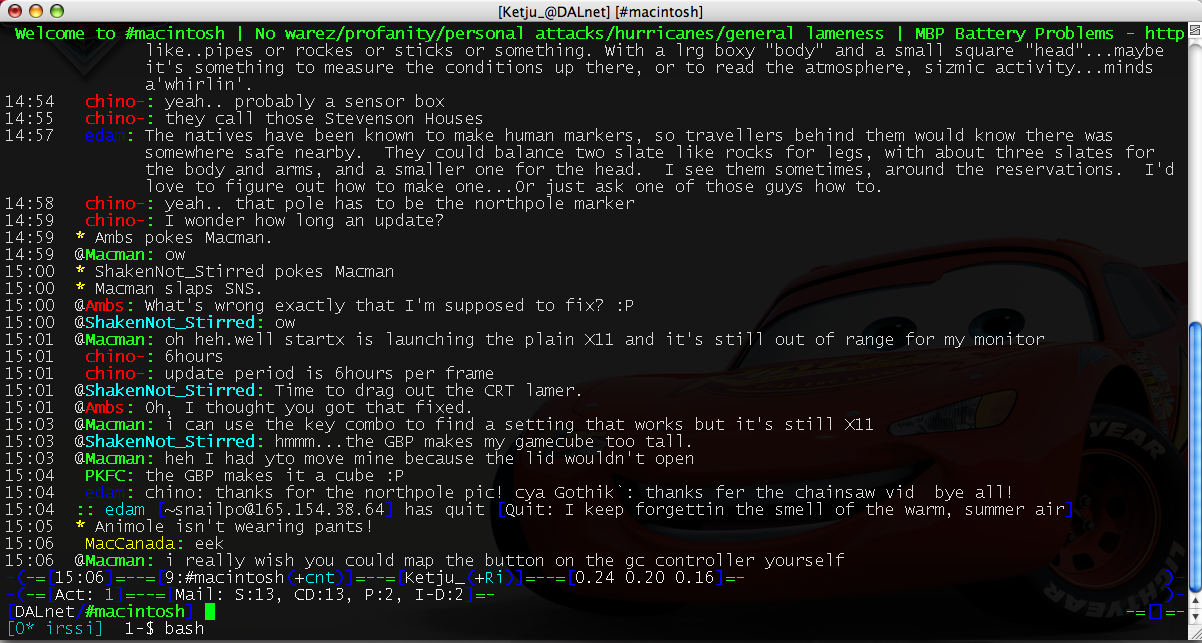 [Ketju_@DALnet] [#macintosh]
Welcome to #macintosh | No warez/profanity/personal attacks/hurricanes/general lameness | MBP Battery Problems - http
like..pipes or rockes or sticks or something. With a lrg boxy "body" and a small square "head"...maybe
it's something to measure the conditions up there, or to read the atmosphere, sizmic activity...minds
a'whirlin'.
14:54 chino-: yeah.. probably a sensor box
14:55 chino-: they call those Stevenson Houses
14:57 edam: The natives have been known to make human markers, so travellers behind them would know there was
somewhere safe nearby.  They could balance two slate like rocks for legs, with about three slates for
the body and arms, and a smaller one for the head.  I see them sometimes, around the reservations.  I'd
love to figure out how to make one...Or just ask one of those guys how to.
14:58 chino-: yeah.. that pole has to be the northpole marker
14:59 chino-: I wonder how long an update?
14:59 * Ambs pokes Macman.
14:59 @Macman: ow
15:00 * ShakenNot_Stirred pokes Macman
15:00 * Macman slaps SNS.
15:00 @Ambs: What's wrong exactly that I'm supposed to fix? :P
15:00 @ShakenNot_Stirred: ow
15:01 @Macman: oh heh.well startx is launching the plain X11 and it's still out of range for my monitor
15:01 chino-: 6hours
15:01 chino-: update period is 6hours per frame
15:01 @ShakenNot_Stirred: Time to drag out the CRT lamer.
15:01 @Ambs: Oh, I thought you got that fixed.
15:03 @Macman: i can use the key combo to find a setting that works but it's still X11
15:03 @ShakenNot_Stirred: hmmm...the GBP makes my gamecube too tall.
15:03 @Macman: heh I had yto move mine because the lid wouldn't open
15:04 PKFC: the GBP makes it a cube :P
15:04 edam: chino: thanks for the northpole pic! cya Gothik`: thanks fer the chainsaw vid  bye all!
15:04 :: edam [~snailpo@165.154.38.64] has quit [Quit: I keep forgettin the smell of the warm, summer air]
15:05 * Animole isn't wearing pants!
15:06 MacCanada: eek
15:06 @Macman: i really wish you could map the button on the gc controller yourself
-(-=[15:06]=---=[9:#macintosh(+cnt)]=---=[Ketju_(+Ri)]=---=[0.24 0.20 0.16]=- )-
-(-=[Act: 1]=---=[Mail: S:13, CD:13, P:2, I-D:2]=- )-
[DALnet/#macintosh] -=[]=-
[0* irssi]  1-$ bash
YEAR
LIGHTYEAR